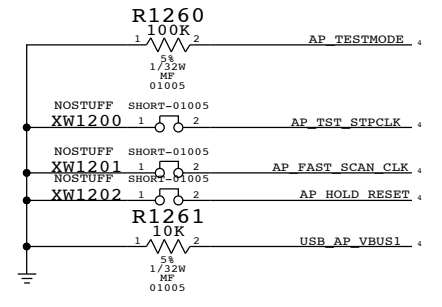 R1260
100K
1 2 AP_TESTMODE 4
5%
1/32W
MF
01005
NOSTUFF SHORT-01005
XW1200 1 2 AP_TST_STPCLK 4
NOSTUFF SHORT-01005
XW1201 1 2 AP_FAST_SCAN_CLK 4
NOSTUFF SHORT-01005
XW1202 1 2 AP_HOLD_RESET 4
R1261
10K
1 2 USB_AP_VBUS1 4
5%
1/32W
MF
01005